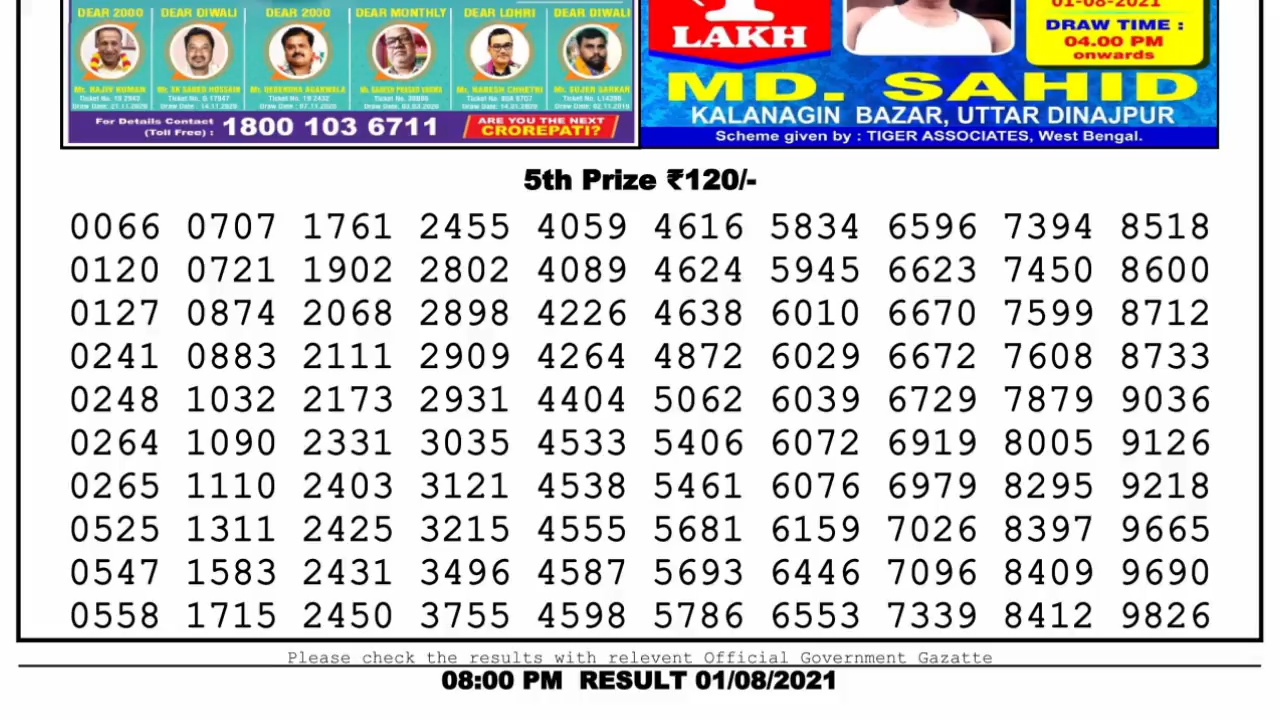 DEAR 2000 DEAR DIWALI DEAR 2000 DEAR MONTHLY DEAR LOHRI DEAR DIWALI
Mr. RAJIV KUMAR Mr. SK SAHED HOSSAIN Mr. DEBENDRA AGARWALA Mr. GANESH PRASAD VERMA Mr. NARESH CHHETRI Mr. SUJEN SARKAR
For Details Contact
(Toll Free) : 1800 103 6711
ARE YOU THE NEXT
CROREPATI?
1
LAKH
01-08-2021
DRAW TIME :
04.00 PM
onwards
MD. SAHID
KALANAGIN BAZAR, UTTAR DINAJPUR
Scheme given by : TIGER ASSOCIATES, West Bengal.
5th Prize ₹120/-
0066 0707 1761 2455 4059 4616 5834 6596 7394 8518
0120 0721 1902 2802 4089 4624 5945 6623 7450 8600
0127 0874 2068 2898 4226 4638 6010 6670 7599 8712
0241 0883 2111 2909 4264 4872 6029 6672 7608 8733
0248 1032 2173 2931 4404 5062 6039 6729 7879 9036
0264 1090 2331 3035 4533 5406 6072 6919 8005 9126
0265 1110 2403 3121 4538 5461 6076 6979 8295 9218
0525 1311 2425 3215 4555 5681 6159 7026 8397 9665
0547 1583 2431 3496 4587 5693 6446 7096 8409 9690
0558 1715 2450 3755 4598 5786 6553 7339 8412 9826
Please check the results with relevent Official Government Gazatte
08:00 PM RESULT 01/08/2021